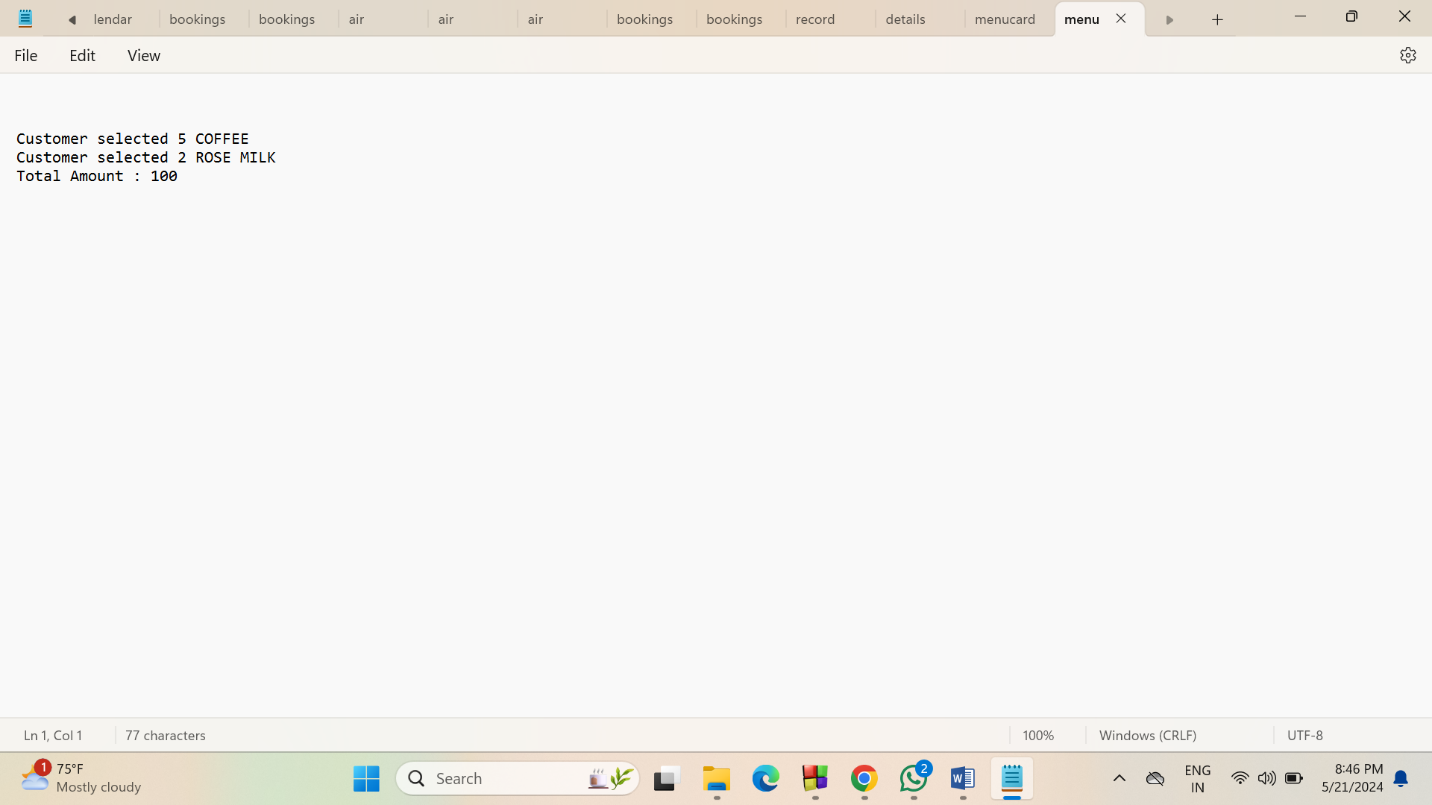 lendar bookings bookings air air air bookings bookings record details menucard menu
File Edit View
Customer selected 5 COFFEE
Customer selected 2 ROSE MILK
Total Amount : 100
Ln 1, Col 1 77 characters 100% Windows (CRLF) UTF-8
1 75°F
Mostly cloudy
Search
2
W
ENG
IN
8:46 PM
5/21/2024